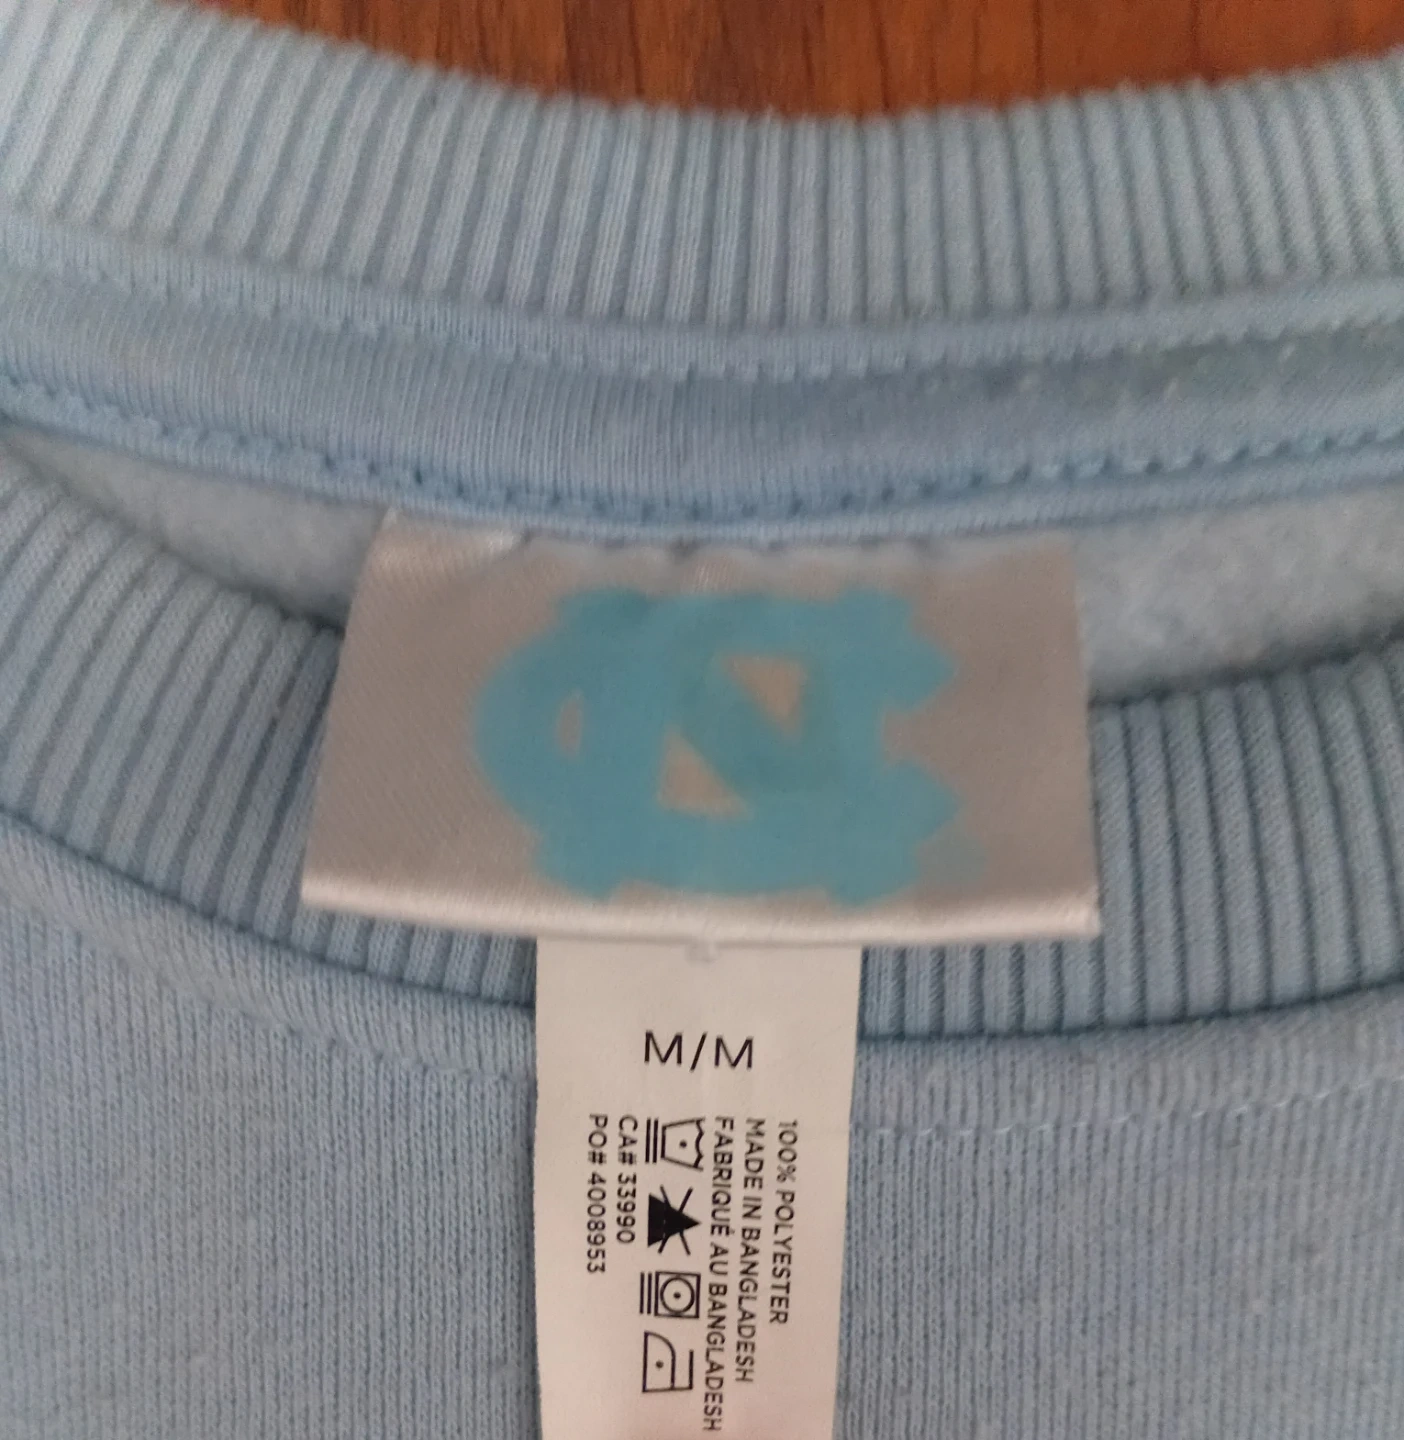 M/M
100% POLYESTER
MADE IN BANGLADESH
FABRIQUÉ AU BANGLADESH
CA# 33990
PO# 4008953